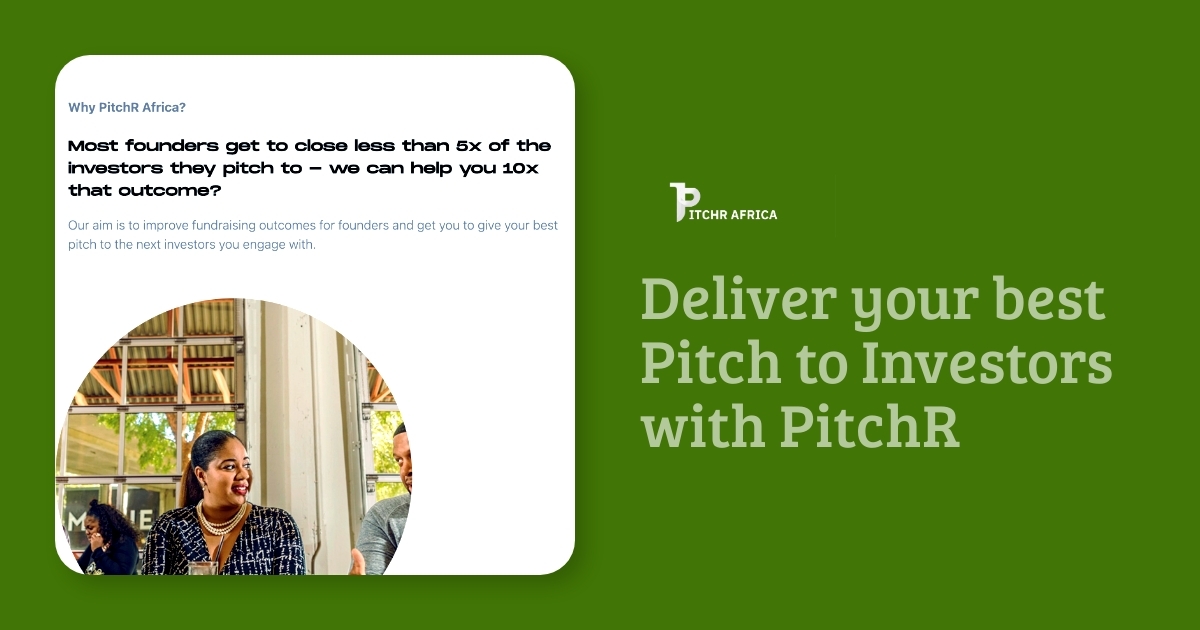 Why PitchR Africa?
Most founders get to close less than 5x of the
investors they pitch to – we can help you 10x
that outcome?
Our aim is to improve fundraising outcomes for founders and get you to give your best
pitch to the next investors you engage with.
PITCHR AFRICA
Deliver your best
Pitch to Investors
with PitchR